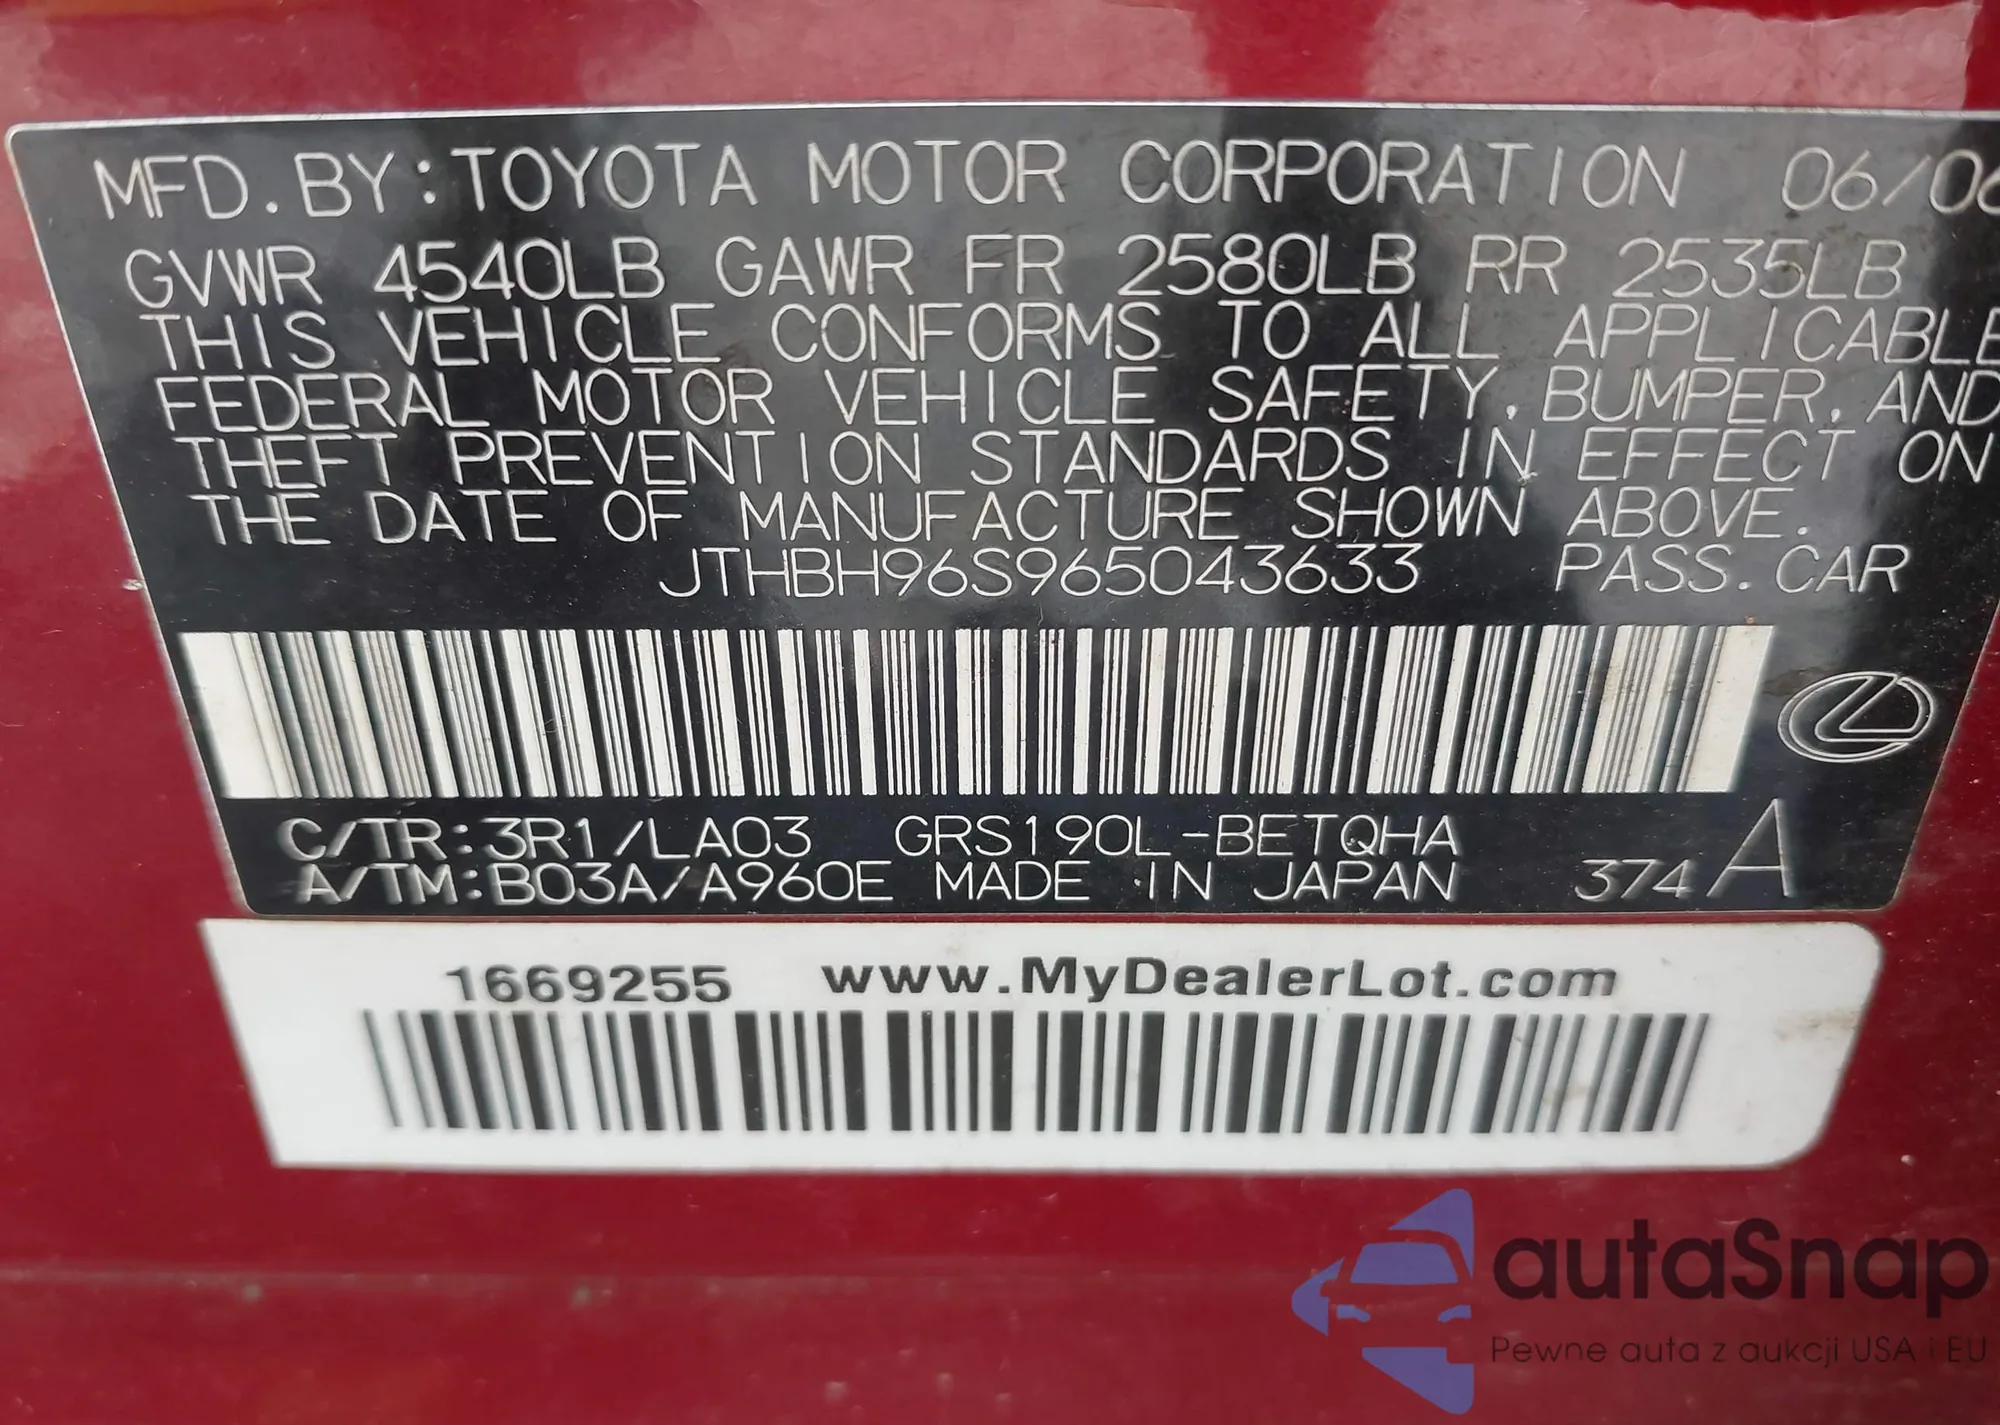 MFD. BY: TOYOTA MOTOR CORPORATION 06/06
GVWR 4540LB GAWR FR 2580LB RR 2535LB
THIS VEHICLE CONFORMS TO ALL APPLICABLE
FEDERAL MOTOR VEHICLE SAFETY, BUMPER, AND
THEFT PREVENTION STANDARDS IN EFFECT ON
THE DATE OF MANUFACTURE SHOWN ABOVE.
JTHBH96S965043633 PASS. CAR
C/TR: 3R1/LA03 GRS190L-BETQHA
A/TM: B03A/A960E MADE IN JAPAN 374 A
1669255 www.MyDealerLot.com
autaSnap
Pewne auta z aukcji USA i EU